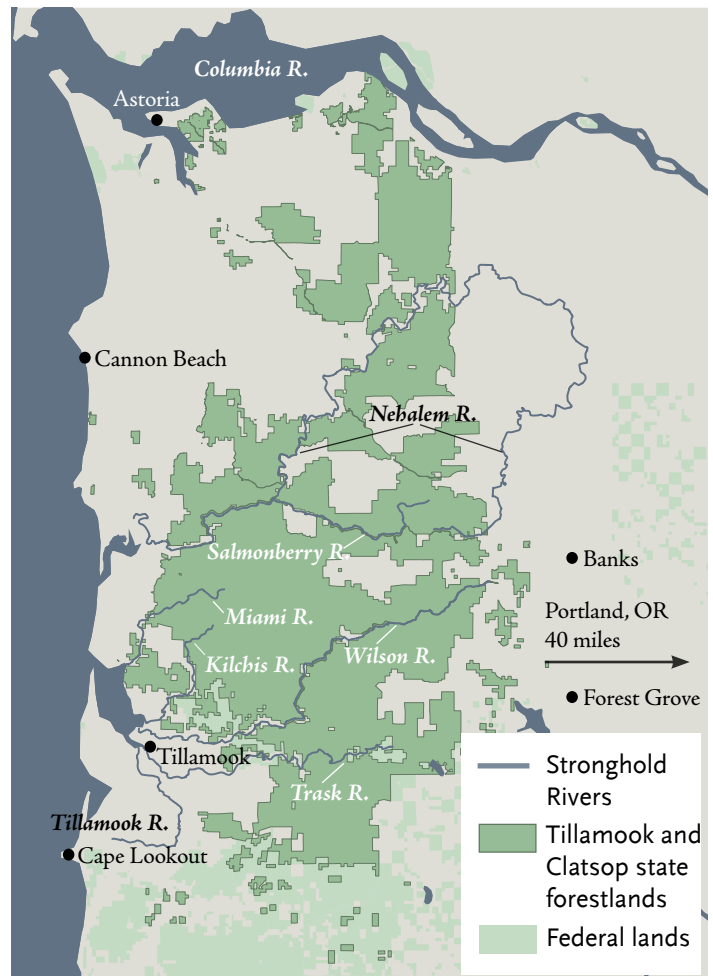 Columbia R.
Astoria
Cannon Beach
Nehalem R.
Salmonberry R.
Banks
Miami R.
Portland, OR
40 miles
Kilchis R.
Wilson R.
Forest Grove
Tillamook
Trask R.
Tillamook R.
Cape Lookout
Stronghold
Rivers
Tillamook and
Clatsop state
forestlands
Federal lands